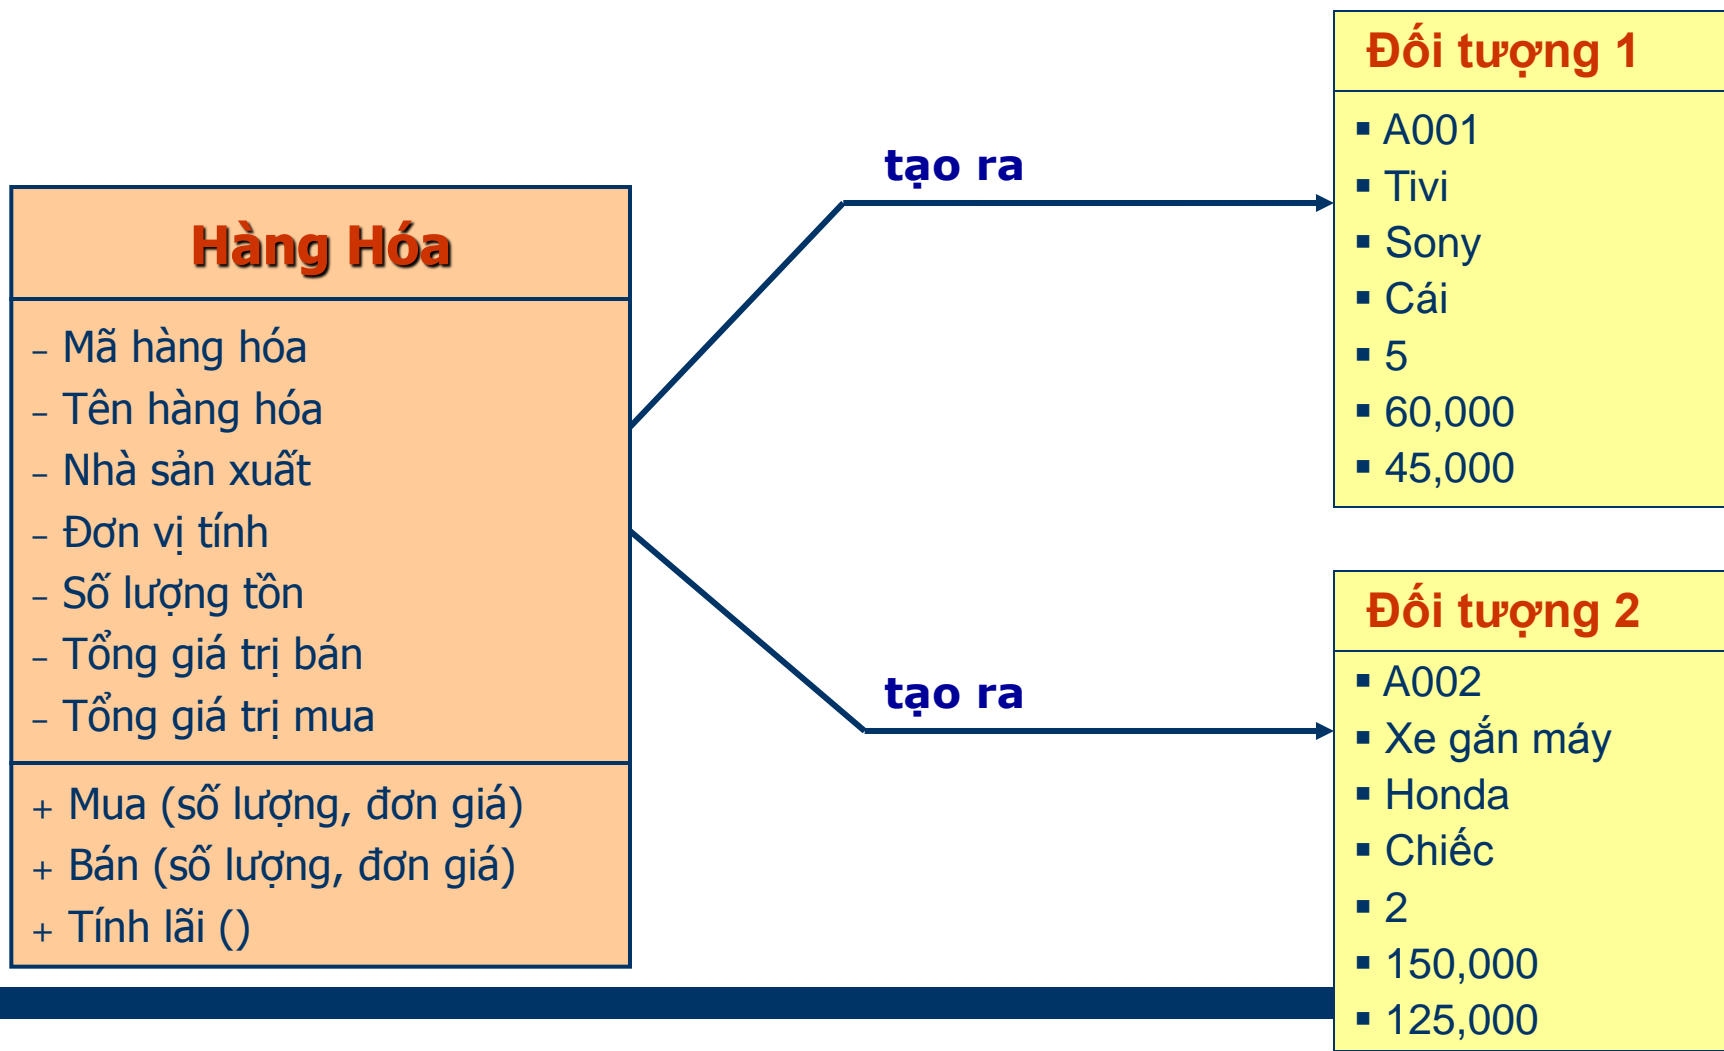 Hàng Hóa
– Mã hàng hóa
– Tên hàng hóa
– Nhà sản xuất
– Đơn vị tính
– Số lượng tồn
– Tổng giá trị bán
– Tổng giá trị mua
+ Mua (số lượng, đơn giá)
+ Bán (số lượng, đơn giá)
+ Tính lãi ()
tạo ra
tạo ra
Đối tượng 1
▪ A001
▪ Tivi
▪ Sony
▪ Cái
▪ 5
▪ 60,000
▪ 45,000
Đối tượng 2
▪ A002
▪ Xe gắn máy
▪ Honda
▪ Chiếc
▪ 2
▪ 150,000
▪ 125,000